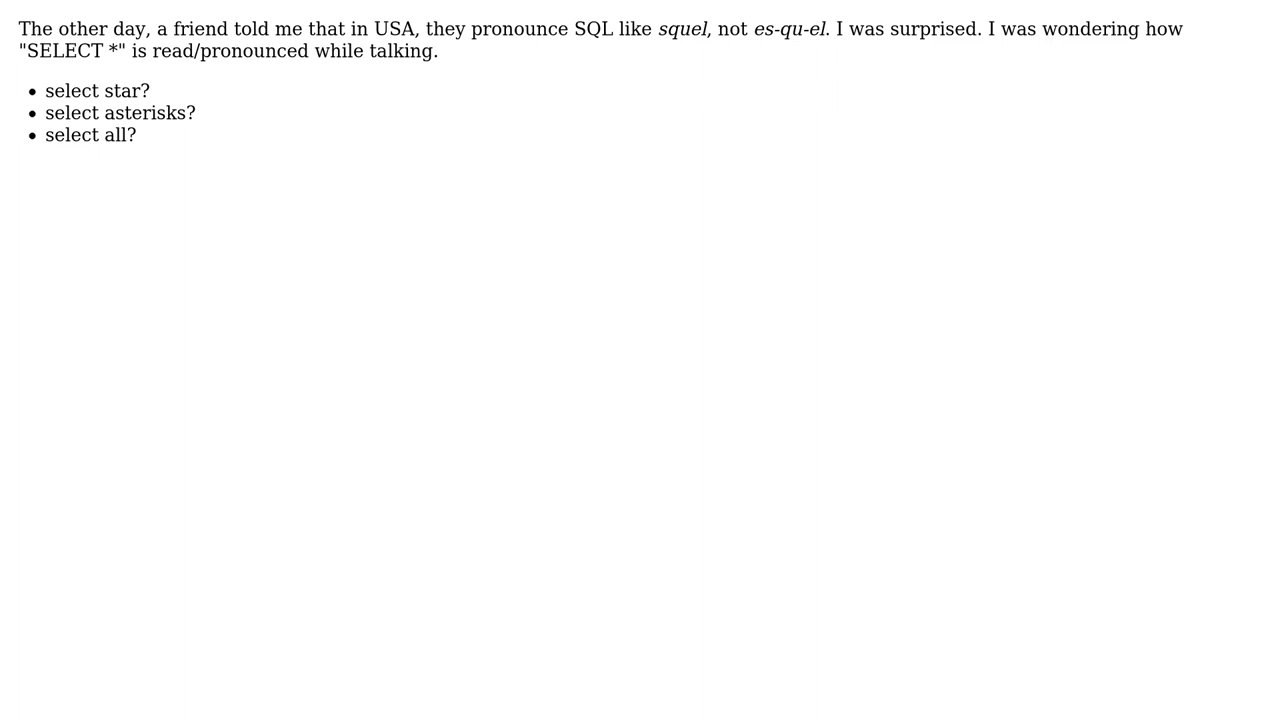 The other day, a friend told me that in USA, they pronounce SQL like squel, not es-qu-el. I was surprised. I was wondering how
"SELECT *" is read/pronounced while talking.
• select star?
• select asterisks?
• select all?